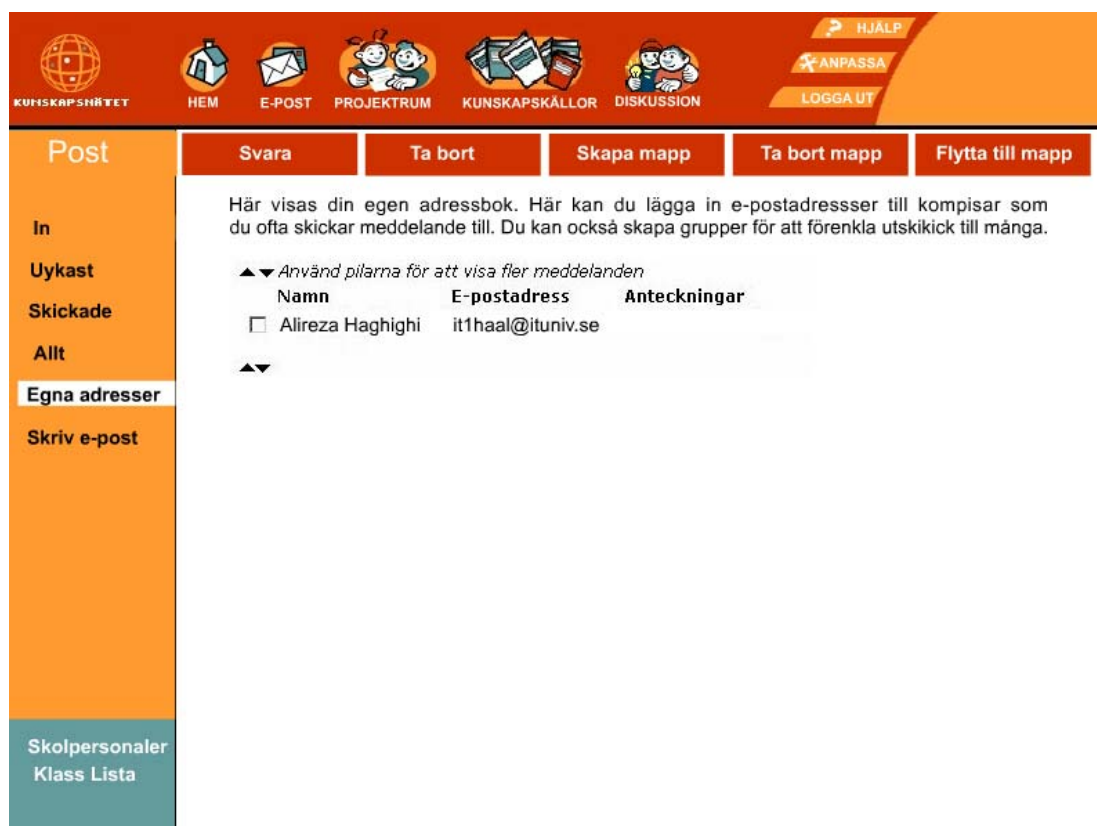 HJÄLP
ANPASSA
LOGGA UT
KUNSKAPSNÄTET
HEM E-POST PROJEKTRUM KUNSKAPSKÄLLOR DISKUSSION
Post
Svara Ta bort Skapa mapp Ta bort mapp Flytta till mapp
In
Uykast
Skickade
Allt
Egna adresser
Skriv e-post
Skolpersonaler
Klass Lista
Här visas din egen adressbok. Här kan du lägga in e-postadressser till kompisar som
du ofta skickar meddelande till. Du kan också skapa grupper för att förenkla utskikick till många.
Använd pilarna för att visa fler meddelanden
Namn E-postadress Anteckningar
Alireza Haghighi it1haal@ituniv.se